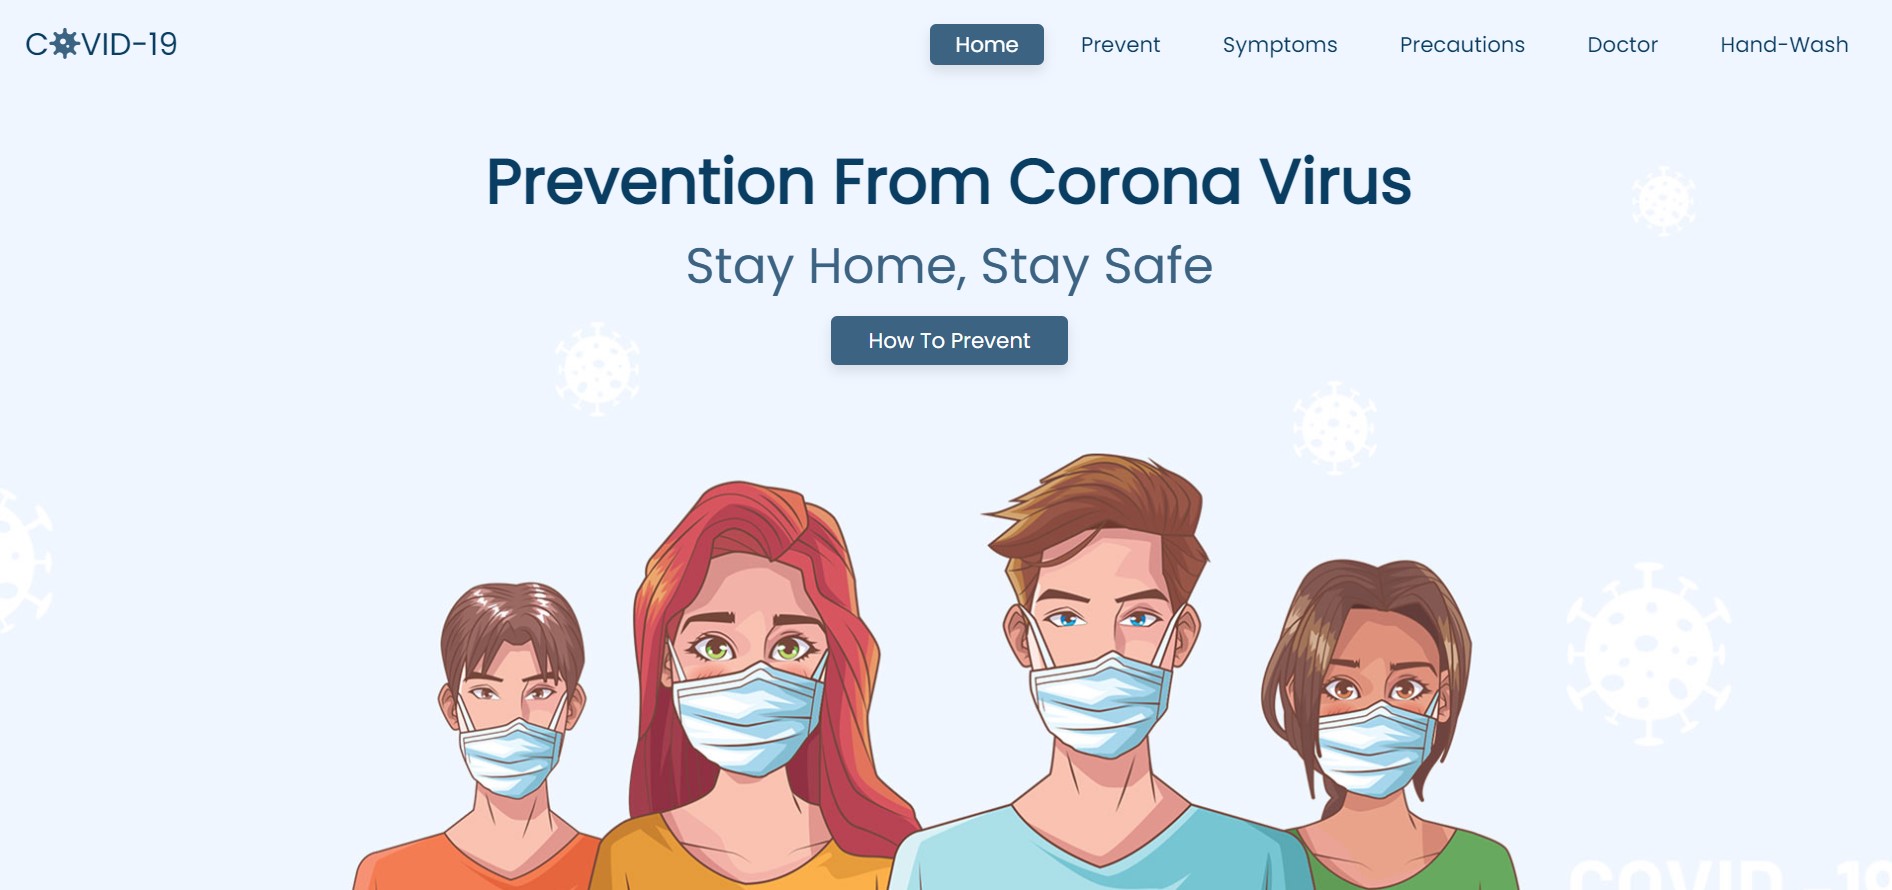 COVID-19
Home Prevent Symptoms Precautions Doctor Hand-Wash
Prevention From Corona Virus
Stay Home, Stay Safe
How To Prevent
COVID-19